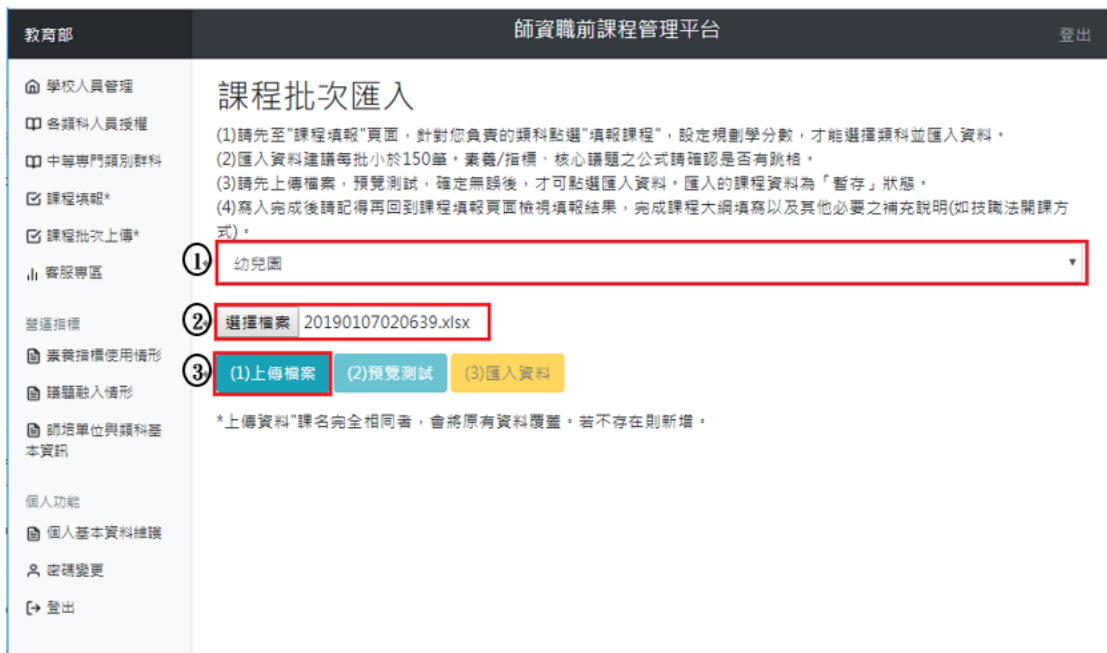 教育部
師資職前課程管理平台
登出
學校人員管理
各類科人員授權
中等專門類別群科
課程填報*
課程批次上傳*
客服專區
營運指標
素養指標使用情形
議題融入情形
師培單位與類科基
本資訊
個人功能
個人基本資料維護
密碼變更
登出
課程批次匯入
(1)請先至"課程填報"頁面，針對您負責的類科點選"填報課程"，設定規劃學分數，才能選擇類科並匯入資料。
(2)匯入資料建議每批小於150筆。素養/指標、核心議題之公式請確認是否有跳格。
(3)請先上傳檔案，預覽測試，確定無誤後，才可點選匯入資料。匯入的課程資料為「暫存」狀態。
(4)寫入完成後請記得再回到課程填報頁面檢視填報結果，完成課程大綱填寫以及其他必要之補充說明(如技職法開課方
式)。
1
幼兒園
2
選擇檔案 20190107020639.xlsx
3
(1)上傳檔案 (2)預覽測試 (3)匯入資料
*上傳資料"課名完全相同者，會將原有資料覆蓋。若不存在則新增。